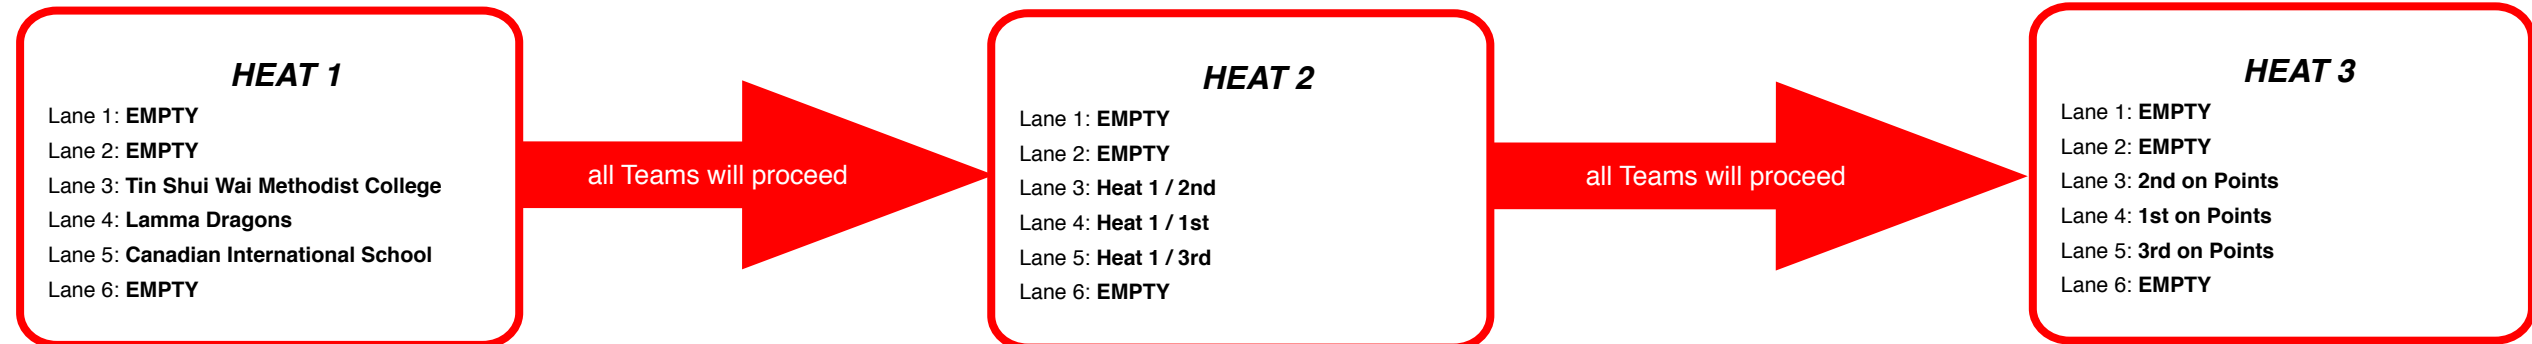 HEAT 1
Lane 1: EMPTY
Lane 2: EMPTY
Lane 3: Tin Shui Wai Methodist College
Lane 4: Lamma Dragons
Lane 5: Canadian International School
Lane 6: EMPTY
all Teams will proceed
HEAT 2
Lane 1: EMPTY
Lane 2: EMPTY
Lane 3: Heat 1 / 2nd
Lane 4: Heat 1 / 1st
Lane 5: Heat 1 / 3rd
Lane 6: EMPTY
all Teams will proceed
HEAT 3
Lane 1: EMPTY
Lane 2: EMPTY
Lane 3: 2nd on Points
Lane 4: 1st on Points
Lane 5: 3rd on Points
Lane 6: EMPTY